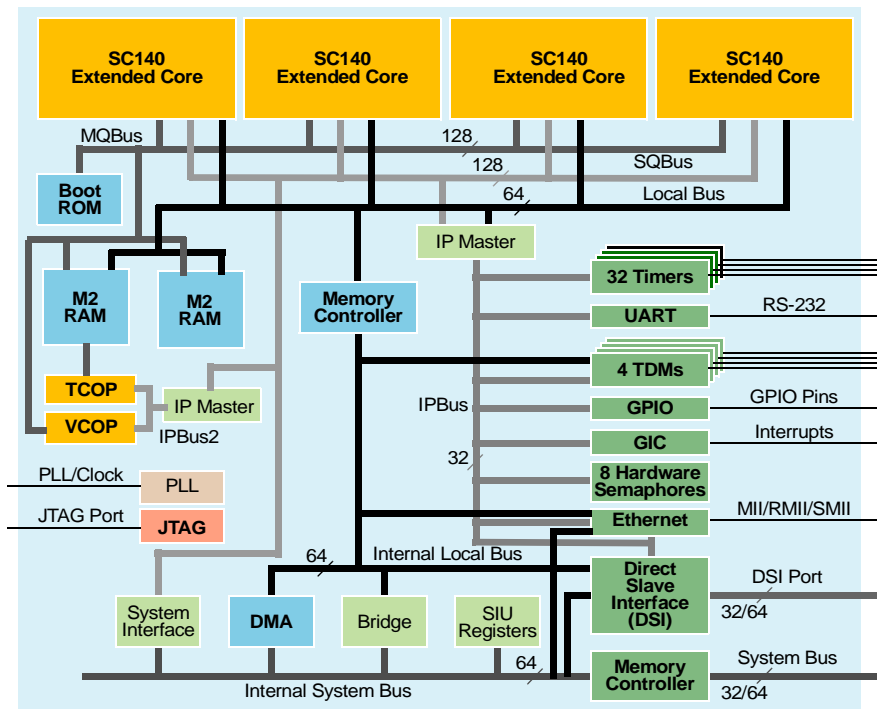 SC140
Extended Core
SC140
Extended Core
SC140
Extended Core
SC140
Extended Core
MQBus
128
128
SQBus
64
Local Bus
Boot
ROM
IP Master
M2
RAM
M2
RAM
Memory
Controller
32 Timers
UART
RS-232
4 TDMs
TCOP
VCOP
IP Master
IPBus2
IPBus
GPIO
GPIO Pins
GIC
Interrupts
32
8 Hardware
Semaphores
PLL/Clock
PLL
JTAG Port
JTAG
Ethernet
MII/RMII/SMII
64
Internal Local Bus
Direct
Slave
Interface
(DSI)
DSI Port
32/64
System
Interface
DMA
Bridge
SIU
Registers
64
Internal System Bus
Memory
Controller
System Bus
32/64